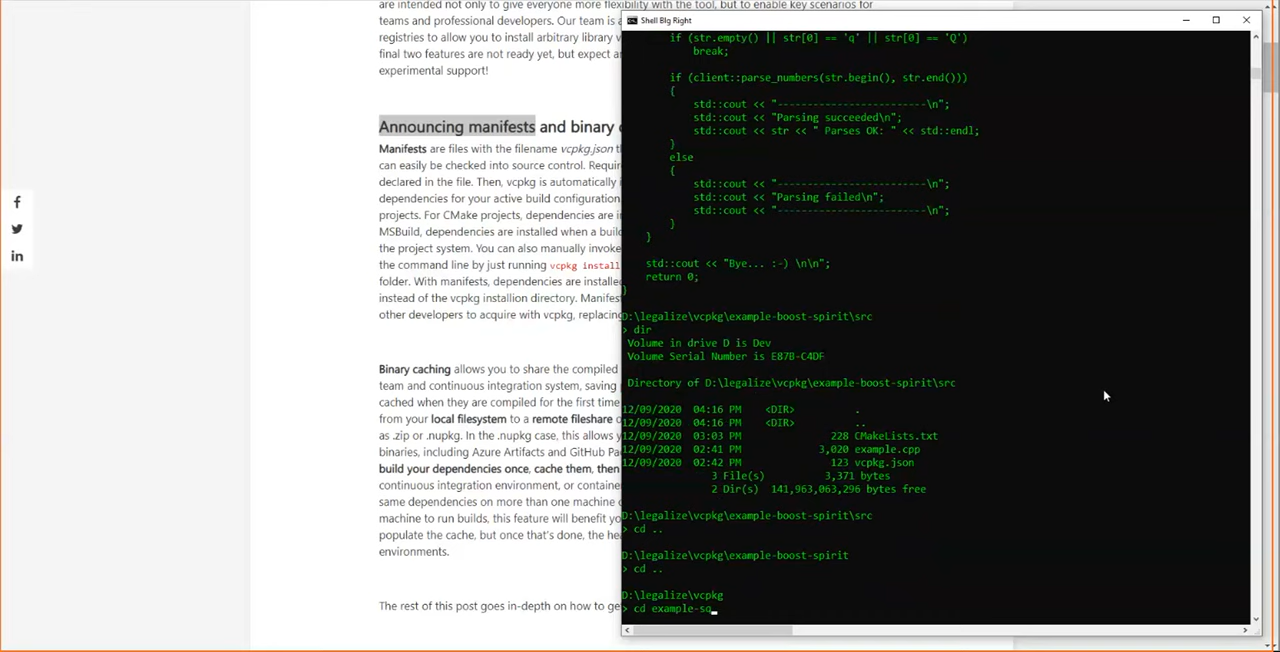 are intended not only to give everyone more flexibility with the tool, but to enable key scenarios for
teams and professional developers. Our team is a
registries to allow you to install arbitrary library v
final two features are not ready yet, but expect an
experimental support!
Announcing manifests and binary c
Manifests are files with the filename vcpkg.json th
can easily be checked into source control. Requir
declared in the file. Then, vcpkg is automatically i
dependencies for your active build configuration
projects. For CMake projects, dependencies are in
MSBuild, dependencies are installed when a build
the project system. You can also manually invoke
the command line by just running vcpkg install
folder. With manifests, dependencies are installe
instead of the vcpkg installion directory. Manifes
other developers to acquire with vcpkg, replacing
Binary caching allows you to share the compiled
team and continuous integration system, saving
cached when they are compiled for the first time
from your local filesystem to a remote fileshare o
as .zip or .nupkg. In the .nupkg case, this allows y
binaries, including Azure Artifacts and GitHub Pa
build your dependencies once, cache them, then
continuous integration environment, or container
same dependencies on more than one machine o
machine to run builds, this feature will benefit yo
populate the cache, but once that's done, the hea
environments.
The rest of this post goes in-depth on how to ge
Shell Big Right
if (str.empty() || str[0] == 'q' || str[0] == 'Q')
break;
if (client::parse_numbers(str.begin(), str.end()))
{
std::cout << "-------------------------\n";
std::cout << "Parsing succeeded\n";
std::cout << str << " Parses OK: " << std::endl;
}
else
{
std::cout << "-------------------------\n";
std::cout << "Parsing failed\n";
std::cout << "-------------------------\n";
}
}
std::cout << "Bye... :-) \n\n";
return 0;
}
D:\legalize\vcpkg\example-boost-spirit\src
> dir
Volume in drive D is Dev
Volume Serial Number is E87B-C4DF
Directory of D:\legalize\vcpkg\example-boost-spirit\src
12/09/2020 04:16 PM <DIR> .
12/09/2020 04:16 PM <DIR> ..
12/09/2020 03:03 PM 228 CMakeLists.txt
12/09/2020 02:41 PM 3,020 example.cpp
12/09/2020 02:42 PM 123 vcpkg.json
3 File(s) 3,371 bytes
2 Dir(s) 141,963,063,296 bytes free
D:\legalize\vcpkg\example-boost-spirit\src
> cd ..
D:\legalize\vcpkg\example-boost-spirit
> cd ..
D:\legalize\vcpkg
> cd example-sq_